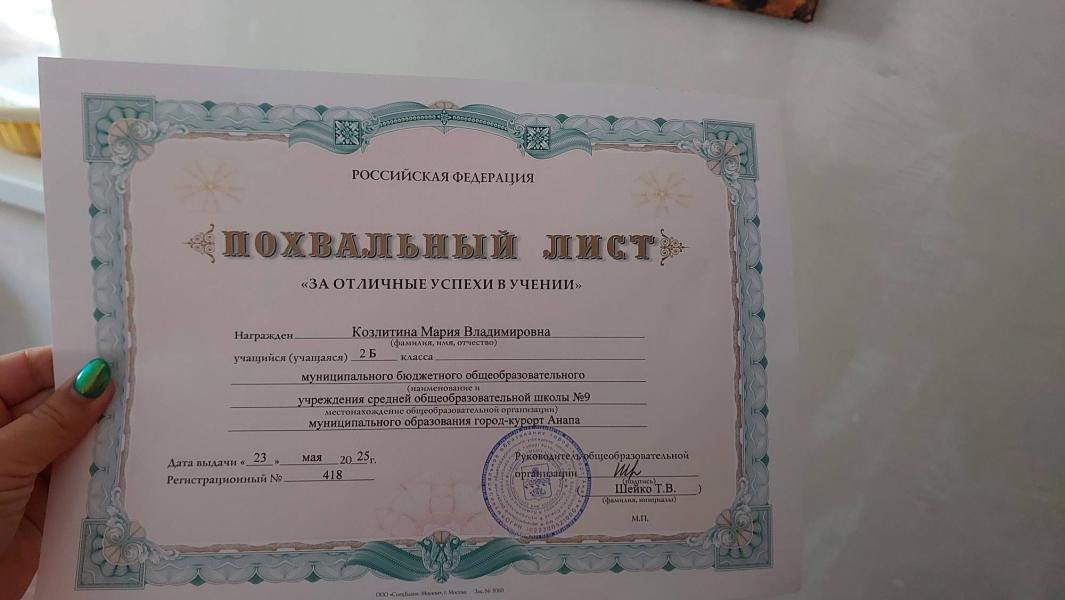 РОССИЙСКАЯ ФЕДЕРАЦИЯ
ПОХВАЛЬНЫЙ ЛИСТ
«ЗА ОТЛИЧНЫЕ УСПЕХИ В УЧЕНИИ»
Награжден Козлитина Мария Владимировна
(фамилия, имя, отчество)
учащийся (учащаяся) 2 Б класса
муниципального бюджетного общеобразовательного
(наименование и
учреждения средней общеобразовательной школы №9
местонахождение общеобразовательной организации)
муниципального образования город-курорт Анапа
Дата выдачи «23» мая 2025г.
Регистрационный № 418
Руководитель общеобразовательной
организации
(подпись)
( Шейко Т.В. )
(фамилия, инициалы)
М.П.